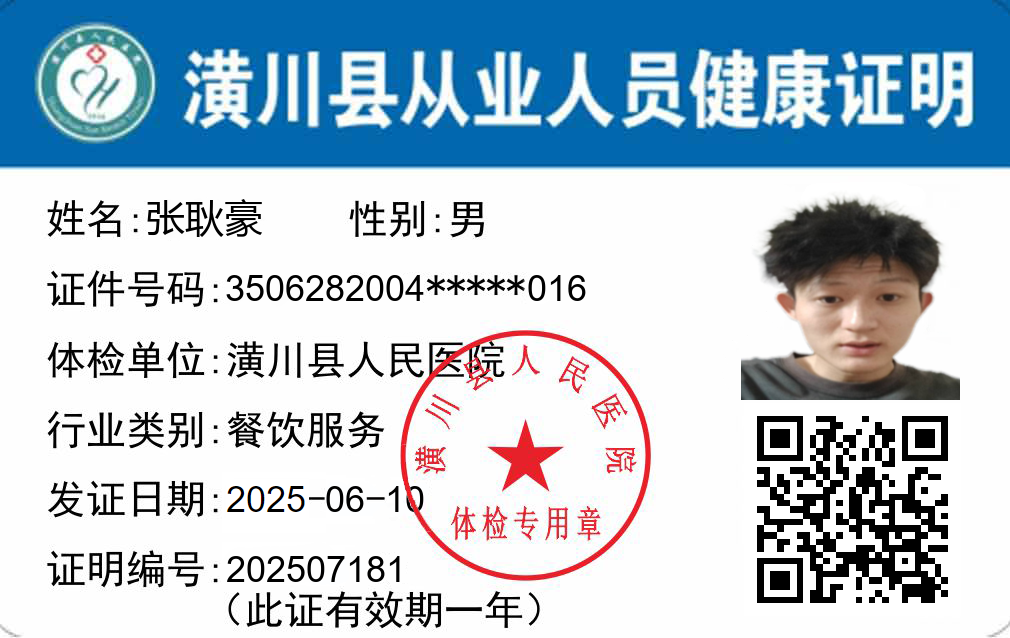 潢川县从业人员健康证明
姓名:张耿豪 性别:男
证件号码:3506282004*****016
体检单位:潢川县人民医院
行业类别:餐饮服务
发证日期:2025-06-10
证明编号:202507181
（此证有效期一年）
潢川县人民医院
体检专用章